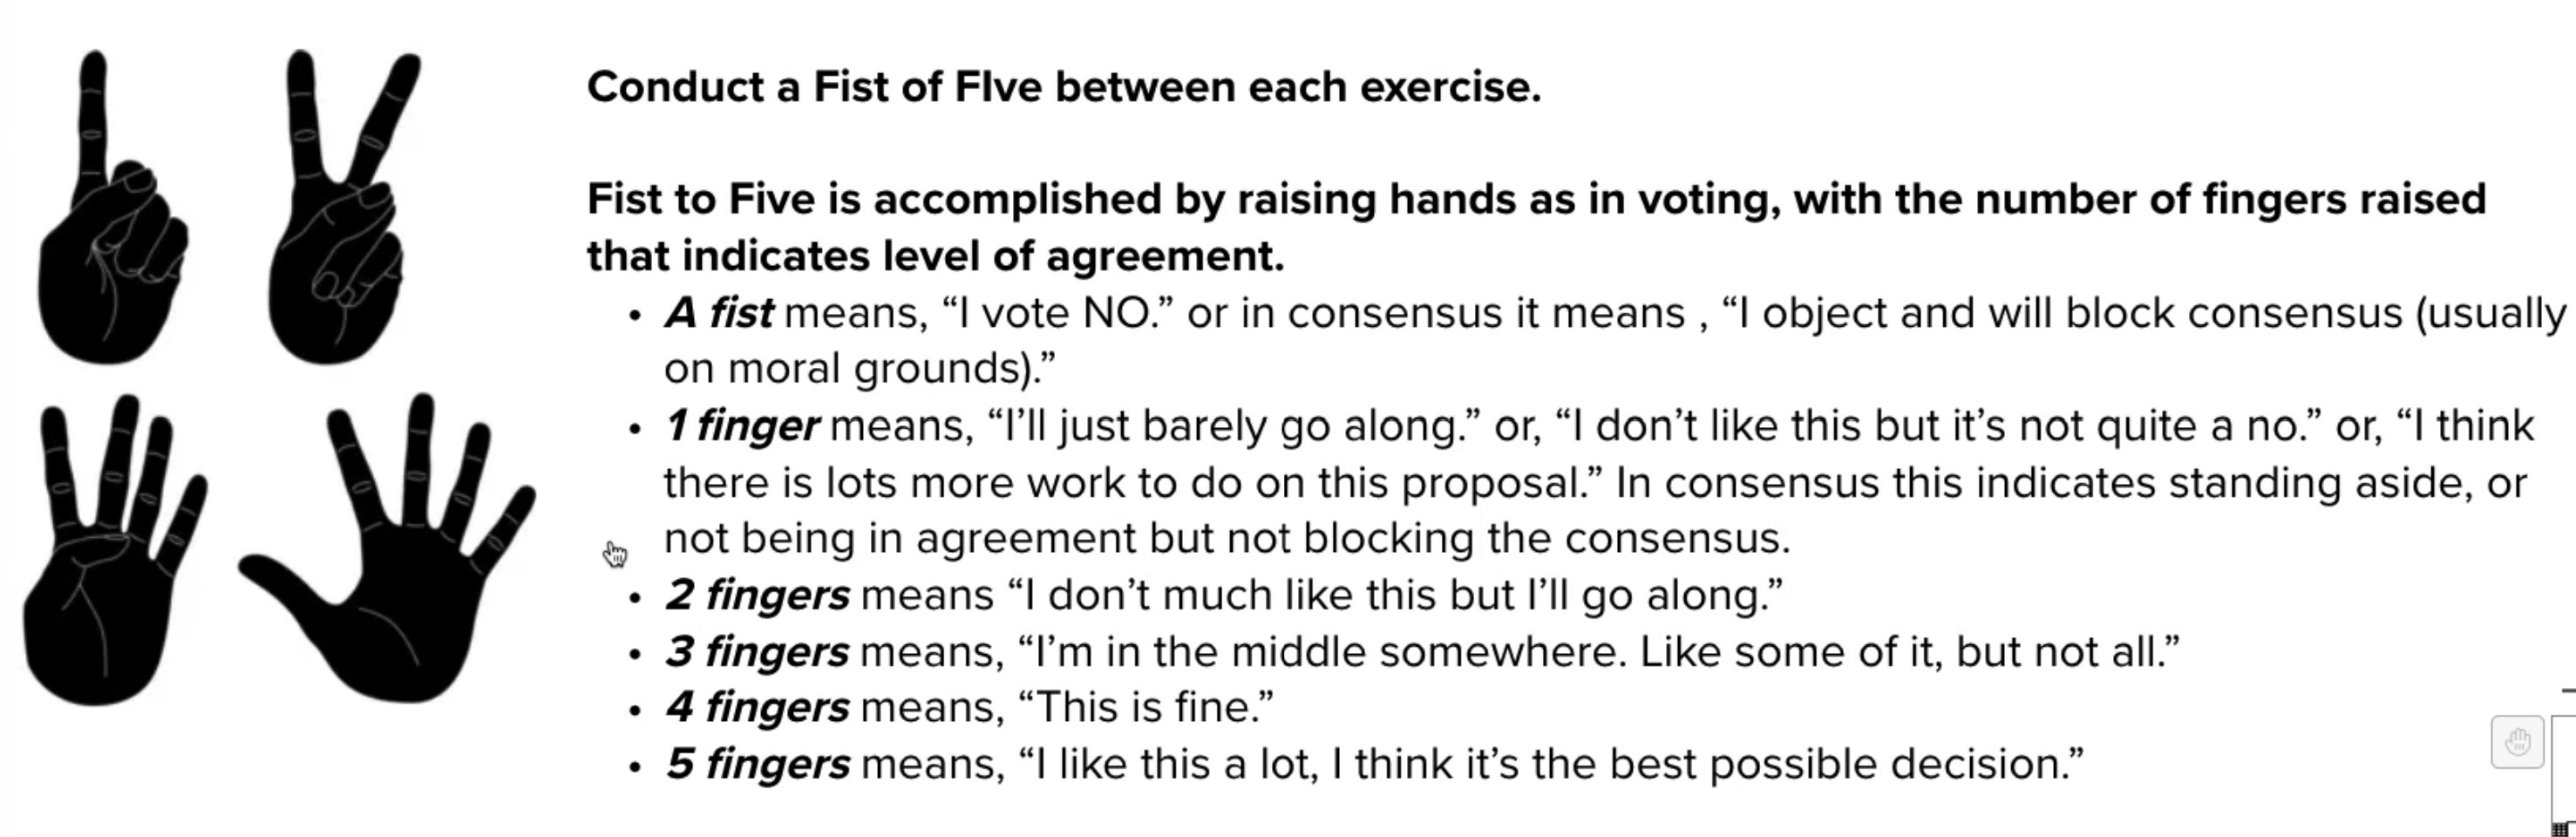 Conduct a Fist of FIve between each exercise.
Fist to Five is accomplished by raising hands as in voting, with the number of fingers raised
that indicates level of agreement.
• A fist means, “I vote NO.” or in consensus it means , “I object and will block consensus (usually
on moral grounds).”
• 1 finger means, “I’ll just barely go along.” or, “I don’t like this but it’s not quite a no.” or, “I think
there is lots more work to do on this proposal.” In consensus this indicates standing aside, or
not being in agreement but not blocking the consensus.
• 2 fingers means “I don’t much like this but I’ll go along.”
• 3 fingers means, “I’m in the middle somewhere. Like some of it, but not all.”
• 4 fingers means, “This is fine.”
• 5 fingers means, “I like this a lot, I think it’s the best possible decision.”